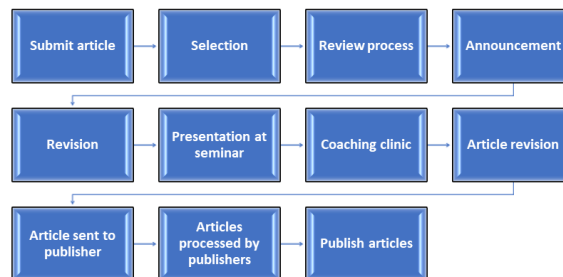 Submit article
Selection
Review process
Announcement
Revision
Presentation at
seminar
Coaching clinic
Article revision
Article sent to
publisher
Articles
processed by
publishers
Publish articles